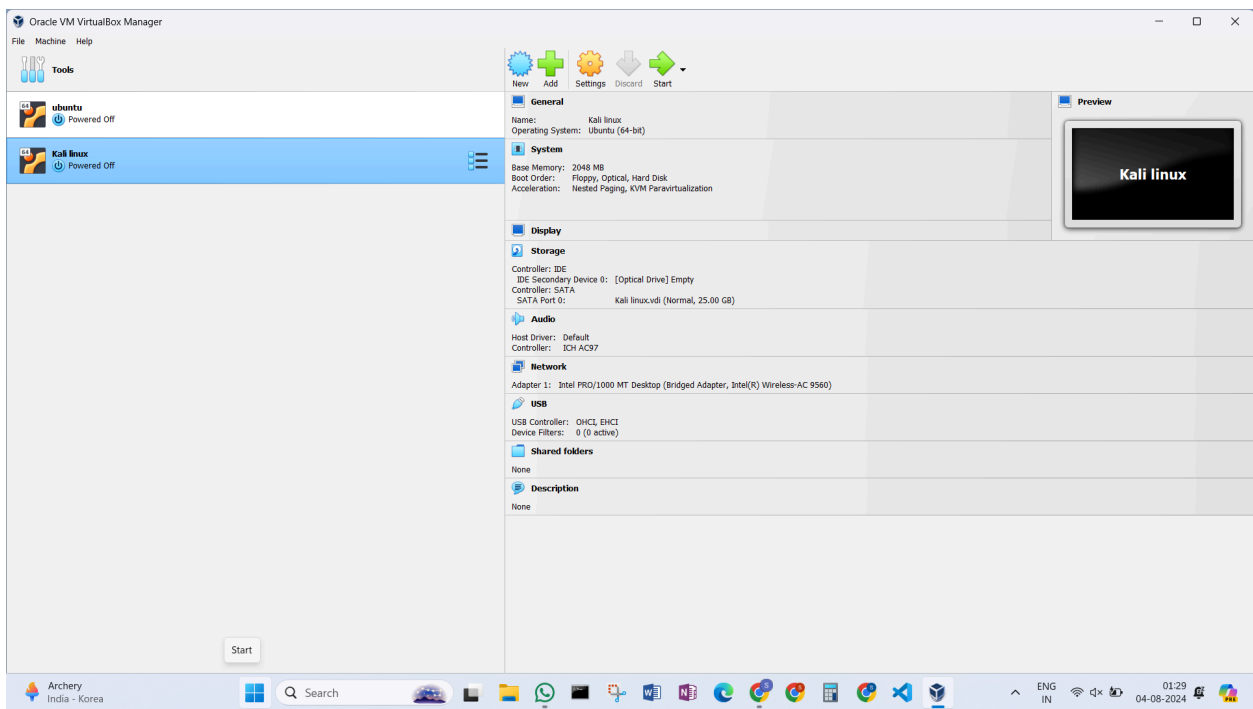 Oracle VM VirtualBox Manager
File Machine Help
Tools
64 ubuntu
Powered Off
64 Kali linux
Powered Off
New Add Settings Discard Start
General
Name: Kali linux
Operating System: Ubuntu (64-bit)
System
Base Memory: 2048 MB
Boot Order: Floppy, Optical, Hard Disk
Acceleration: Nested Paging, KVM Paravirtualization
Display
Storage
Controller: IDE
IDE Secondary Device 0: [Optical Drive] Empty
Controller: SATA
SATA Port 0: Kali linux.vdi (Normal, 25.00 GB)
Audio
Host Driver: Default
Controller: ICH AC97
Network
Adapter 1: Intel PRO/1000 MT Desktop (Bridged Adapter, Intel(R) Wireless-AC 9560)
USB
USB Controller: OHCI, EHCI
Device Filters: 0 (0 active)
Shared folders
None
Description
None
Preview
Kali linux
Start
Archery
India - Korea
Search
ENG
IN
01:29
04-08-2024
PRE